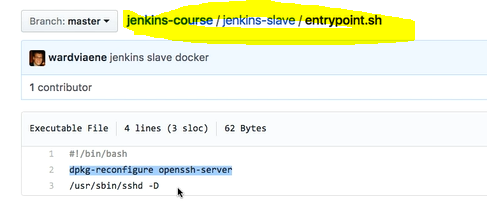 Branch: master
jenkins-course / jenkins-slave / entrypoint.sh
wardviaene jenkins slave docker
1 contributor
Executable File 4 lines (3 sloc) 62 Bytes
1 #!/bin/bash
2 dpkg-reconfigure openssh-server
3 /usr/sbin/sshd -D